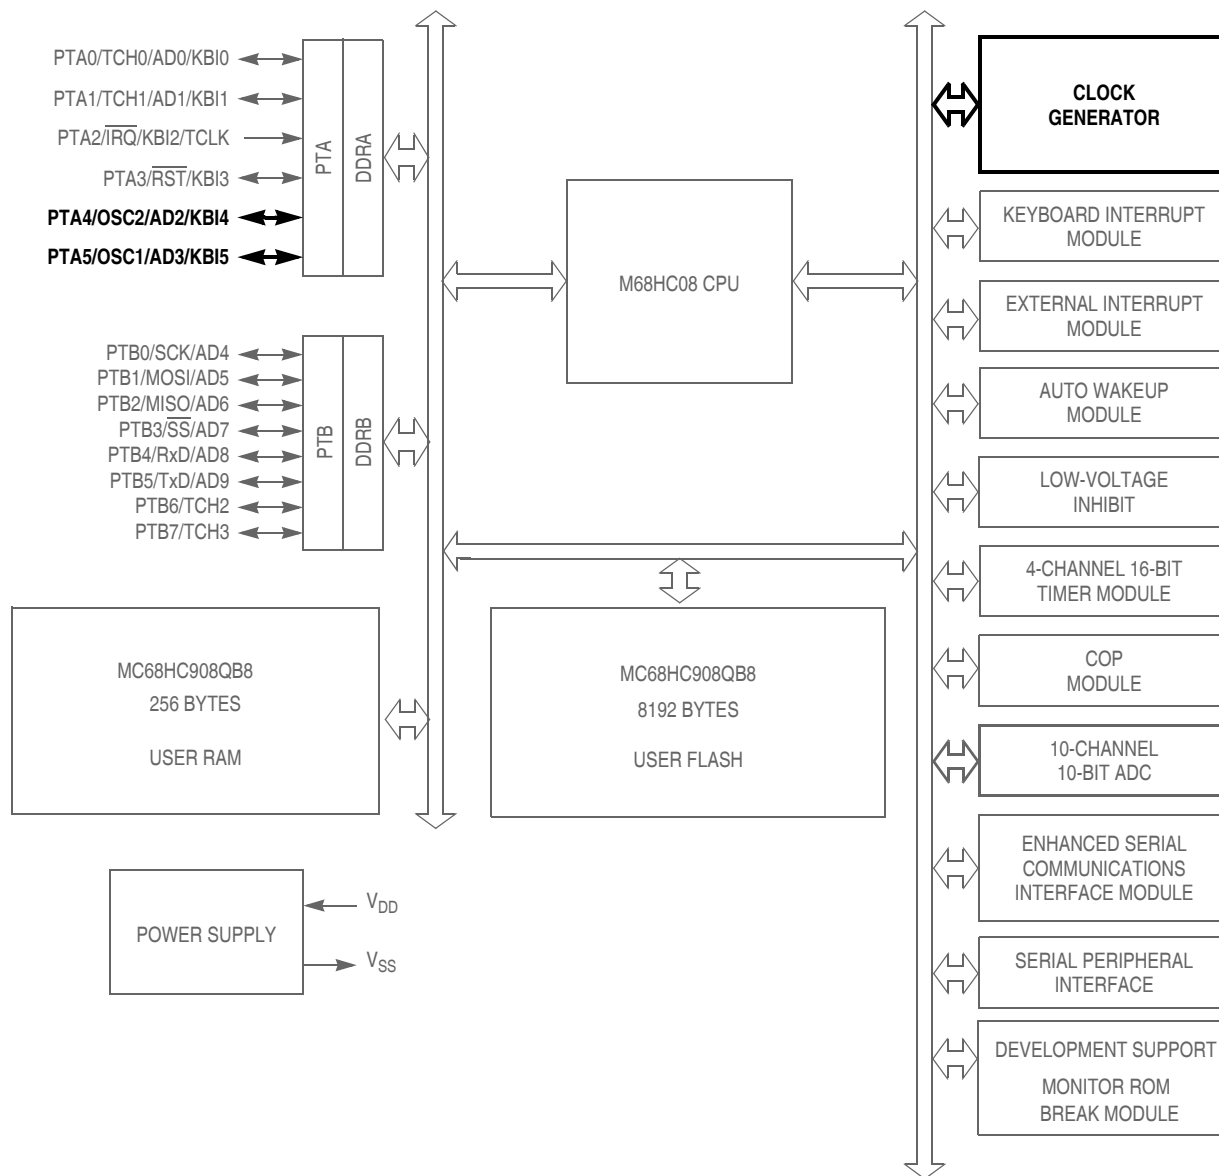 PTA0/TCH0/AD0/KBI0
PTA1/TCH1/AD1/KBI1
PTA2/IRQ/KBI2/TCLK
PTA3/RST/KBI3
PTA4/OSC2/AD2/KBI4
PTA5/OSC1/AD3/KBI5
PTA
DDRA
PTB0/SCK/AD4
PTB1/MOSI/AD5
PTB2/MISO/AD6
PTB3/SS/AD7
PTB4/RxD/AD8
PTB5/TxD/AD9
PTB6/TCH2
PTB7/TCH3
PTB
DDRB
M68HC08 CPU
MC68HC908QB8
256 BYTES
USER RAM
MC68HC908QB8
8192 BYTES
USER FLASH
POWER SUPPLY
VDD
VSS
CLOCK
GENERATOR
KEYBOARD INTERRUPT
MODULE
EXTERNAL INTERRUPT
MODULE
AUTO WAKEUP
MODULE
LOW-VOLTAGE
INHIBIT
4-CHANNEL 16-BIT
TIMER MODULE
COP
MODULE
10-CHANNEL
10-BIT ADC
ENHANCED SERIAL
COMMUNICATIONS
INTERFACE MODULE
SERIAL PERIPHERAL
INTERFACE
DEVELOPMENT SUPPORT
MONITOR ROM
BREAK MODULE